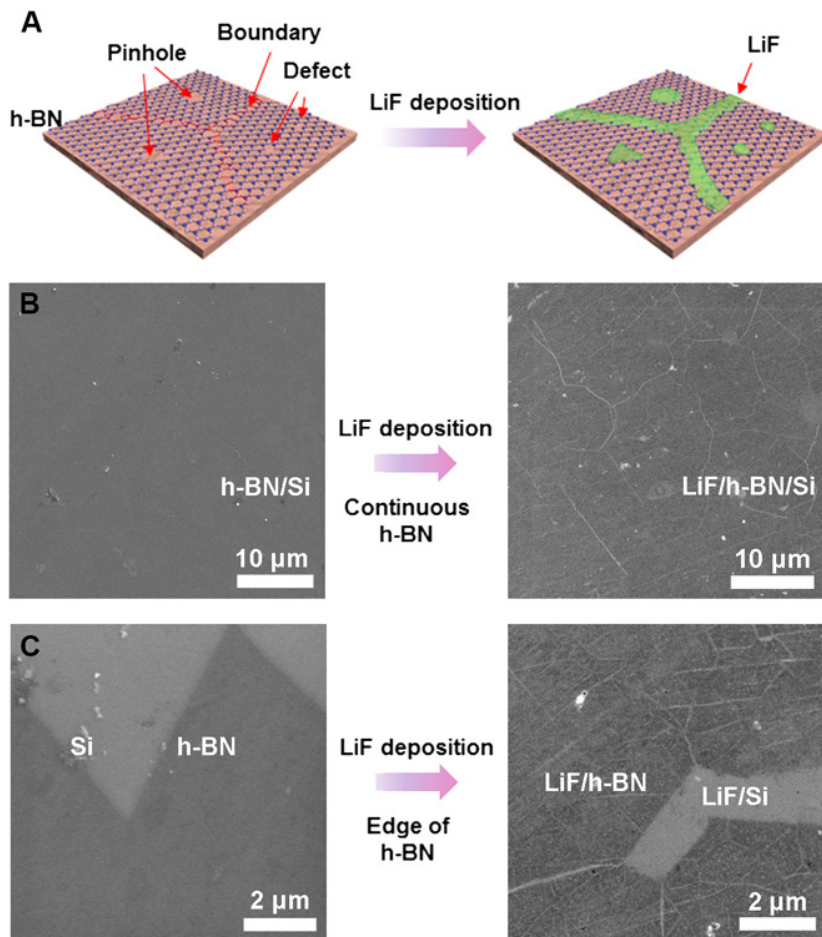 A
Boundary
Pinhole
Defect
h-BN
LiF deposition
LiF
B
h-BN/Si
10 µm
LiF deposition
Continuous
h-BN
LiF/h-BN/Si
10 µm
C
Si
h-BN
2 µm
LiF deposition
Edge of
h-BN
LiF/h-BN
LiF/Si
2 µm